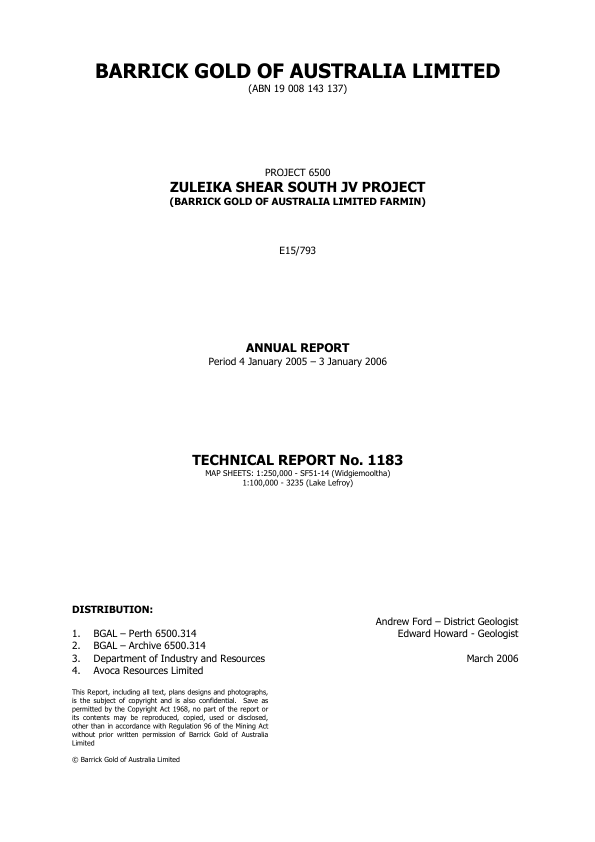 BARRICK GOLD OF AUSTRALIA LIMITED
(ABN 19 008 143 137)
PROJECT 6500
ZULEIKA SHEAR SOUTH JV PROJECT
(BARRICK GOLD OF AUSTRALIA LIMITED FARMIN)
E15/793
ANNUAL REPORT
Period 4 January 2005 – 3 January 2006
TECHNICAL REPORT No. 1183
MAP SHEETS: 1:250,000 - SF51-14 (Widgiemooltha)
1:100,000 - 3235 (Lake Lefroy)
DISTRIBUTION:
1. BGAL – Perth 6500.314
2. BGAL – Archive 6500.314
3. Department of Industry and Resources
4. Avoca Resources Limited
Andrew Ford – District Geologist
Edward Howard - Geologist
March 2006
This Report, including all text, plans designs and photographs,
is the subject of copyright and is also confidential. Save as
permitted by the Copyright Act 1968, no part of the report or
its contents may be reproduced, copied, used or disclosed,
other than in accordance with Regulation 96 of the Mining Act
without prior written permission of Barrick Gold of Australia
Limited
© Barrick Gold of Australia Limited